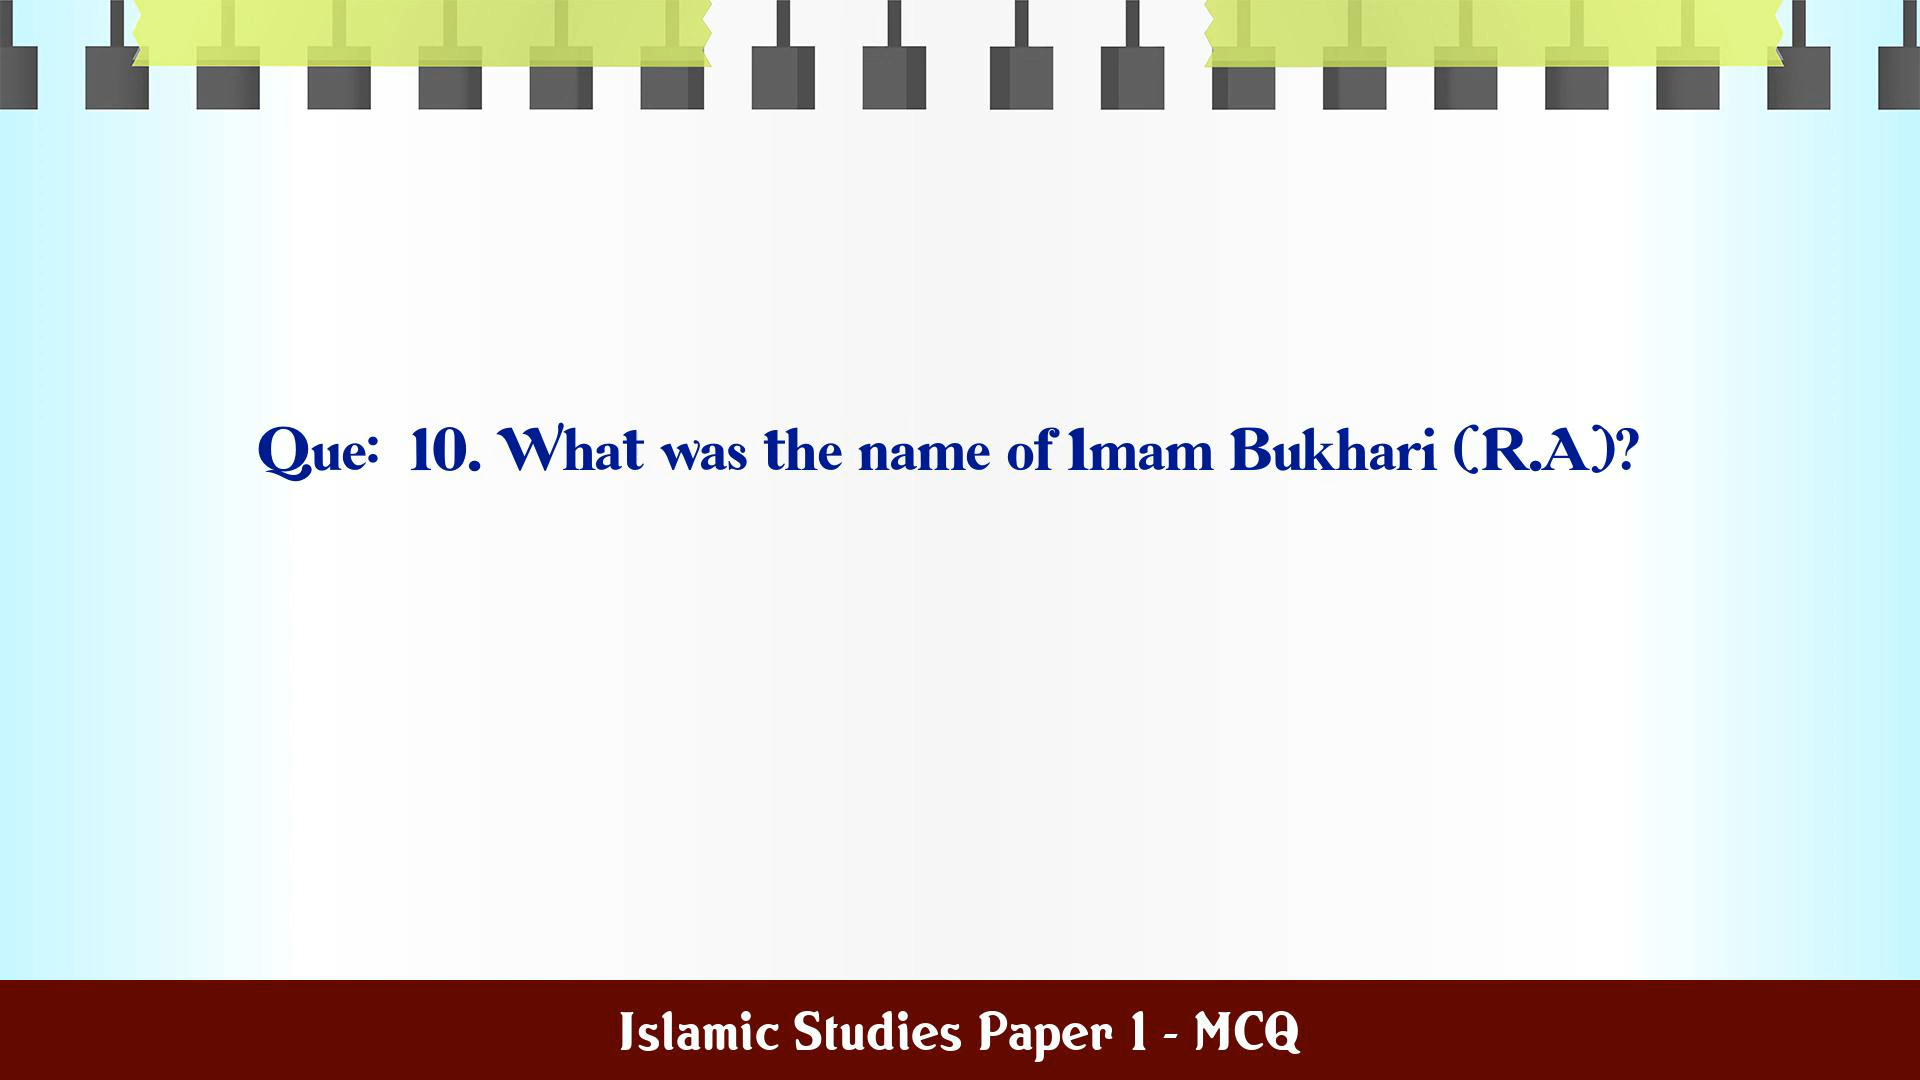 Que:  10. What was the name of Imam Bukhari (R.A)?
Islamic Studies Paper 1 - MCQ